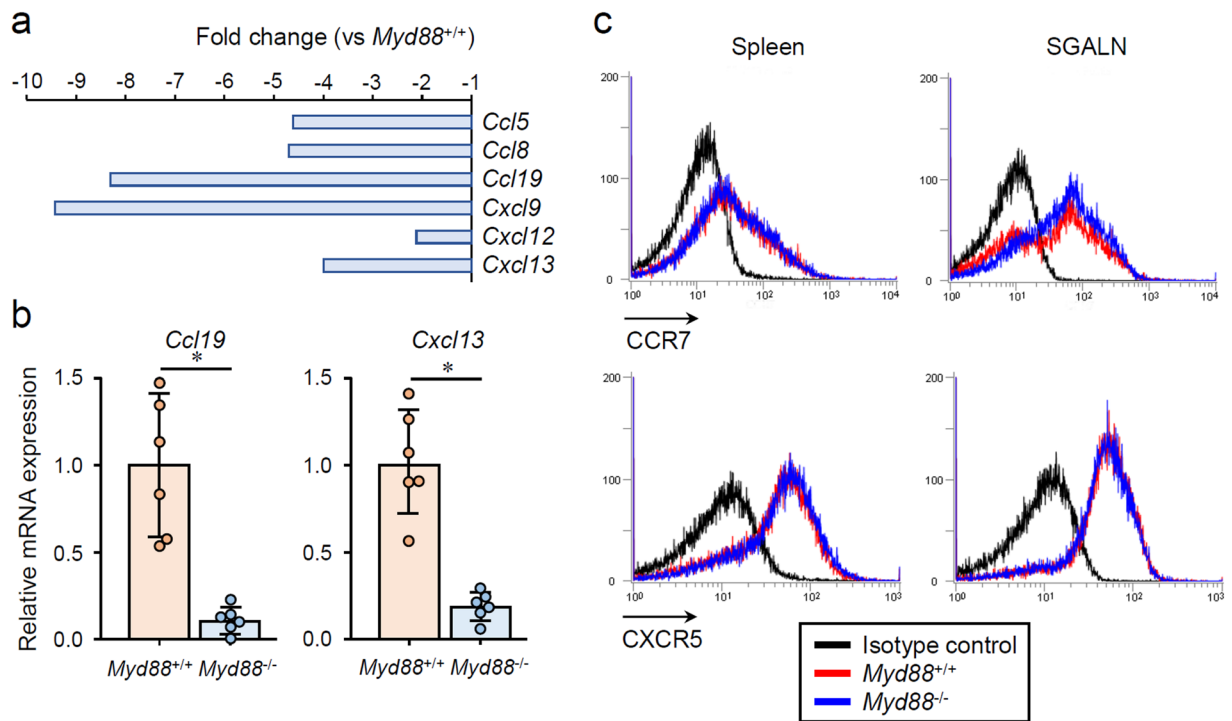 a
Fold change (vs Myd88+/+)
-10 -9 -8 -7 -6 -5 -4 -3 -2 -1
Ccl5
Ccl8
Ccl19
Cxcl9
Cxcl12
Cxcl13
b
Relative mRNA expression
Ccl19
*
1.5
1.0
0.5
0.0
Myd88+/+ Myd88-/-
Cxcl13
*
1.5
1.0
0.5
0.0
Myd88+/+ Myd88-/-
c
Spleen
200
100
0
10⁰ 10¹ 10² 10³ 10⁴
CCR7
SGALN
200
100
0
10⁰ 10¹ 10² 10³ 10⁴
200
100
0
10⁰ 10¹ 10² 10³
CXCR5
200
100
0
10⁰ 10¹ 10² 10³
Isotype control
Myd88+/+
Myd88-/-